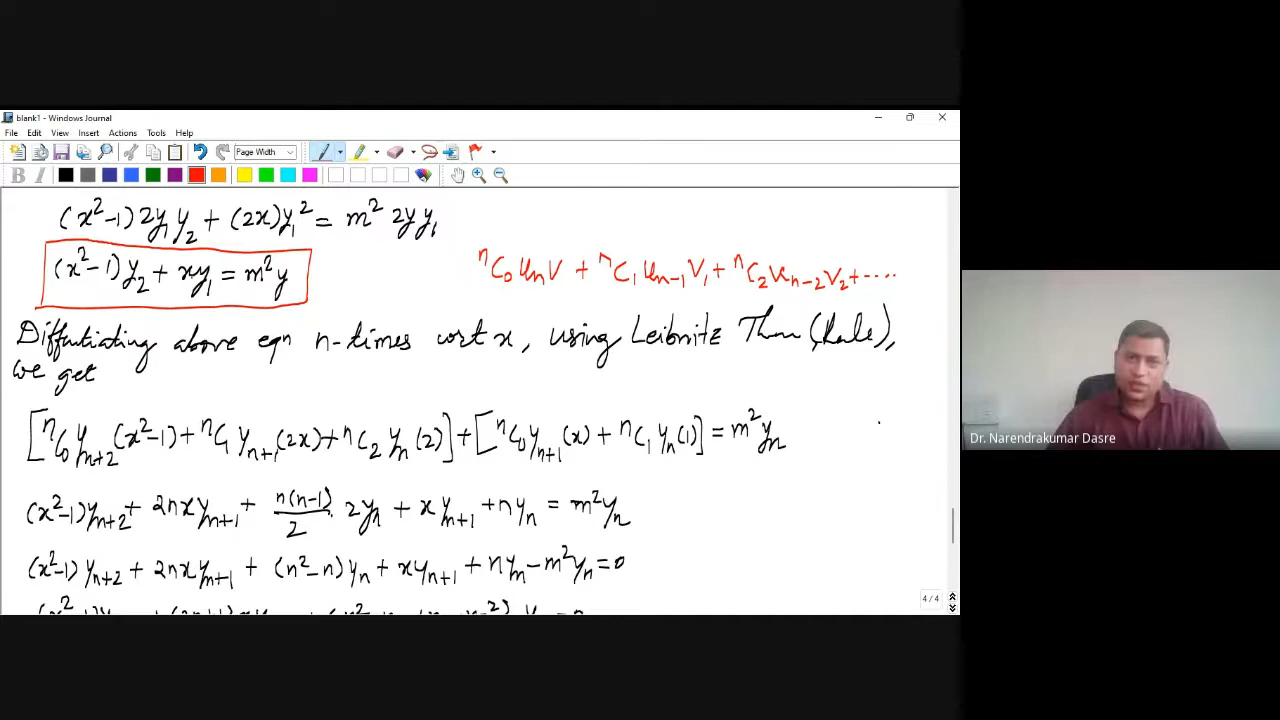 blank1 - Windows Journal
File Edit View Insert Actions Tools Help
Page Width
B I
(x²-1) 2y₁y₂ + (2x)y₁² = m² 2yy₁
(x²-1)y₂ + xy₁ = m²y
ⁿC₀uₙV + ⁿC₁uₙ₋₁V₁ + ⁿC₂uₙ₋₂V₂ + ....
Diffrutiating above eqn n-times wrt x, using Leibnitz Thm (Rule),
we get
[ⁿC₀yₙ₊₂(x²-1) + ⁿC₁yₙ₊₁(2x) + ⁿC₂yₙ(2)] + [ⁿC₀yₙ₊₁(x) + ⁿC₁yₙ(1)] = m²yₙ
(x²-1)yₙ₊₂ + 2nxyₙ₊₁ + n(n-1)/2 . 2yₙ + xyₙ₊₁ + nyₙ = m²yₙ
(x²-1)yₙ₊₂ + 2nxyₙ₊₁ + (n²-n)yₙ + xyₙ₊₁ + nyₙ - m²yₙ = 0
4 / 4
Dr. Narendrakumar Dasre